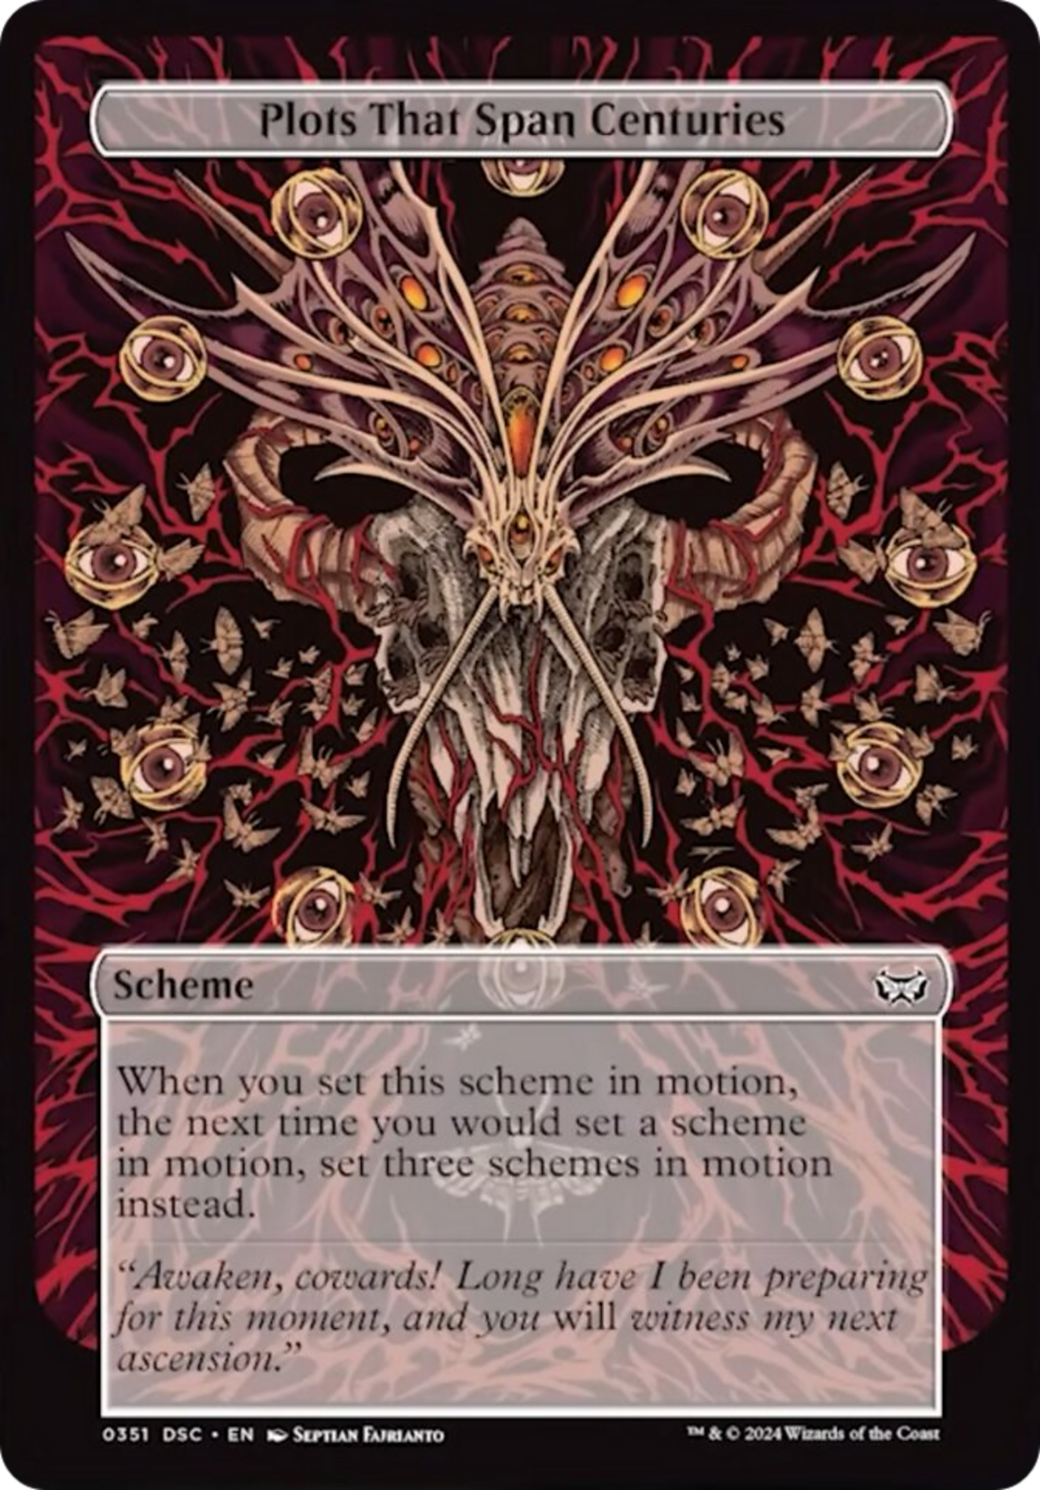 Plots That Span Centuries
Scheme
When you set this scheme in motion,
the next time you would set a scheme
in motion, set three schemes in motion
instead.
“Awaken, cowards! Long have I been preparing
for this moment, and you will witness my next
ascension.”
0351 DSC • EN Septian Fajrianto
™ & © 2024 Wizards of the Coast